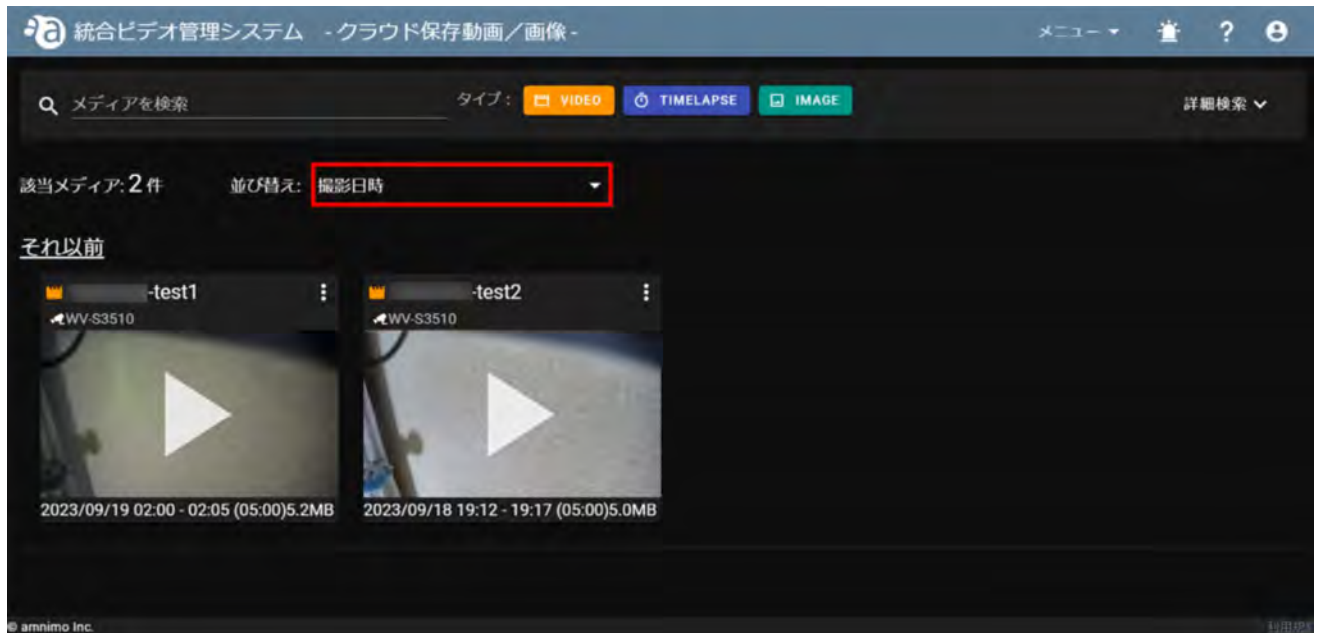 統合ビデオ管理システム - クラウド保存動画／画像 -
メニュー
?
メディアを検索
タイプ :
VIDEO
TIMELAPSE
IMAGE
詳細検索
該当メディア: 2 件
並び替え: 撮影日時
それ以前
-test1
WV-S3510
2023/09/19 02:00 - 02:05 (05:00)5.2MB
-test2
WV-S3510
2023/09/18 19:12 - 19:17 (05:00)5.0MB
© amnimo Inc.